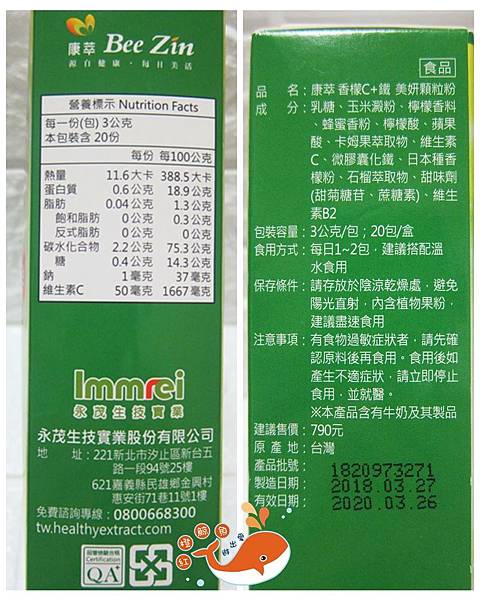 康萃 Bee Zin
源自健康・每日美活
營養標示 Nutrition Facts
每一份(包) 3公克
本包裝含 20份
每份 每100公克
熱量 11.6大卡 388.5大卡
蛋白質 0.6公克 18.9公克
脂肪 0.04公克 1.3公克
飽和脂肪 0公克 0.3公克
反式脂肪 0公克 0公克
碳水化合物 2.2公克 75.3公克
糖 0.4公克 14.3公克
鈉 1毫克 37毫克
維生素C 50毫克 1667毫克
Immrei
永茂生技實業
永茂生技實業股份有限公司
地 址:221新北市汐止區新台五
路一段94號25樓
621嘉義縣民雄鄉金興村
惠安街71巷11號1樓
免費諮詢專線:0800668300
tw.healthyextract.com
Certification
QA+
食品
品 名:康萃 香檬C+鐵 美妍顆粒粉
成 分:乳糖、玉米澱粉、檸檬香料
、蜂蜜香粉、檸檬酸、蘋果
酸、卡姆果萃取物、維生素
C、微膠囊化鐵、日本種香
檬粉、石榴萃取物、甜味劑
(甜菊糖苷、蔗糖素)、維生
素B2
包裝容量:3公克/包;20包/盒
食用方式:每日1~2包,建議搭配溫
水食用
保存條件:請存放於陰涼乾燥處,避免
陽光直射,內含植物果粉,
建議盡速食用
注意事項:有食物過敏症狀者,請先確
認原料後再食用。食用後如
產生不適症狀,請立即停止
食用,並就醫。
※本產品含有牛奶及其製品
建議售價:790元
原 產 地:台灣
產品批號: 1820973271
製造日期: 2018.03.27
有效日期: 2020.03.26